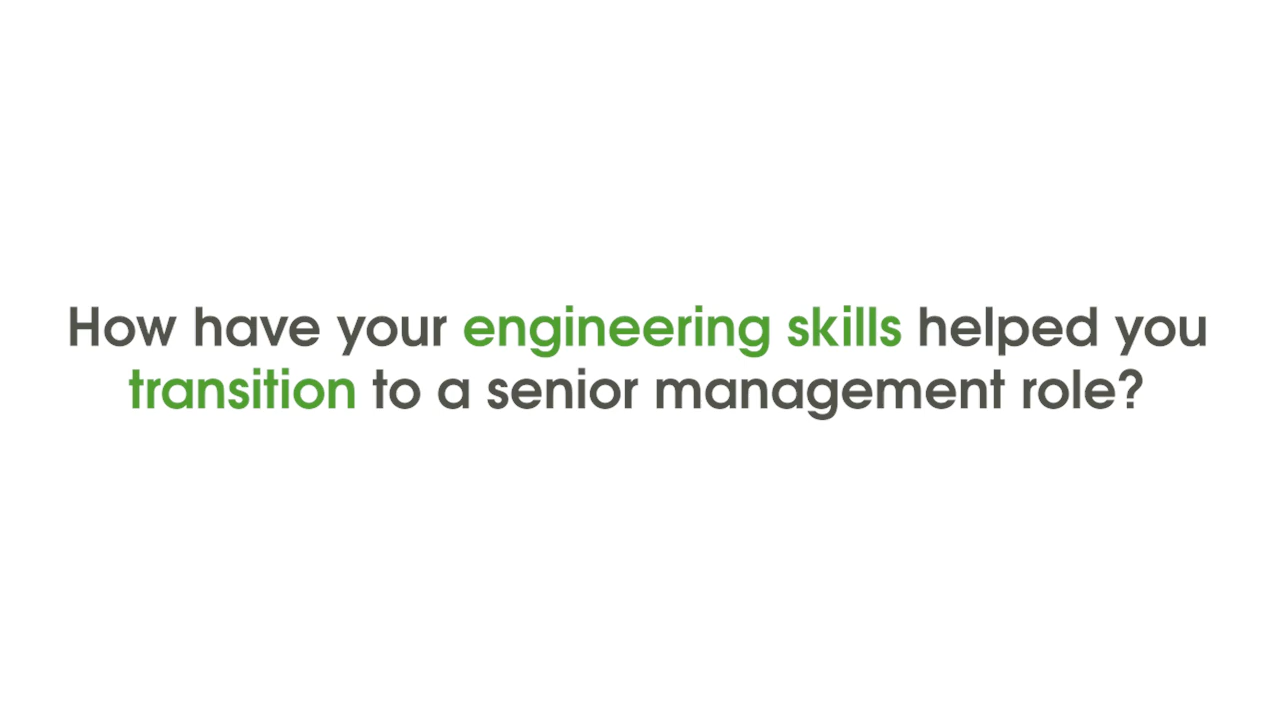 How have your engineering skills helped you
transition to a senior management role?